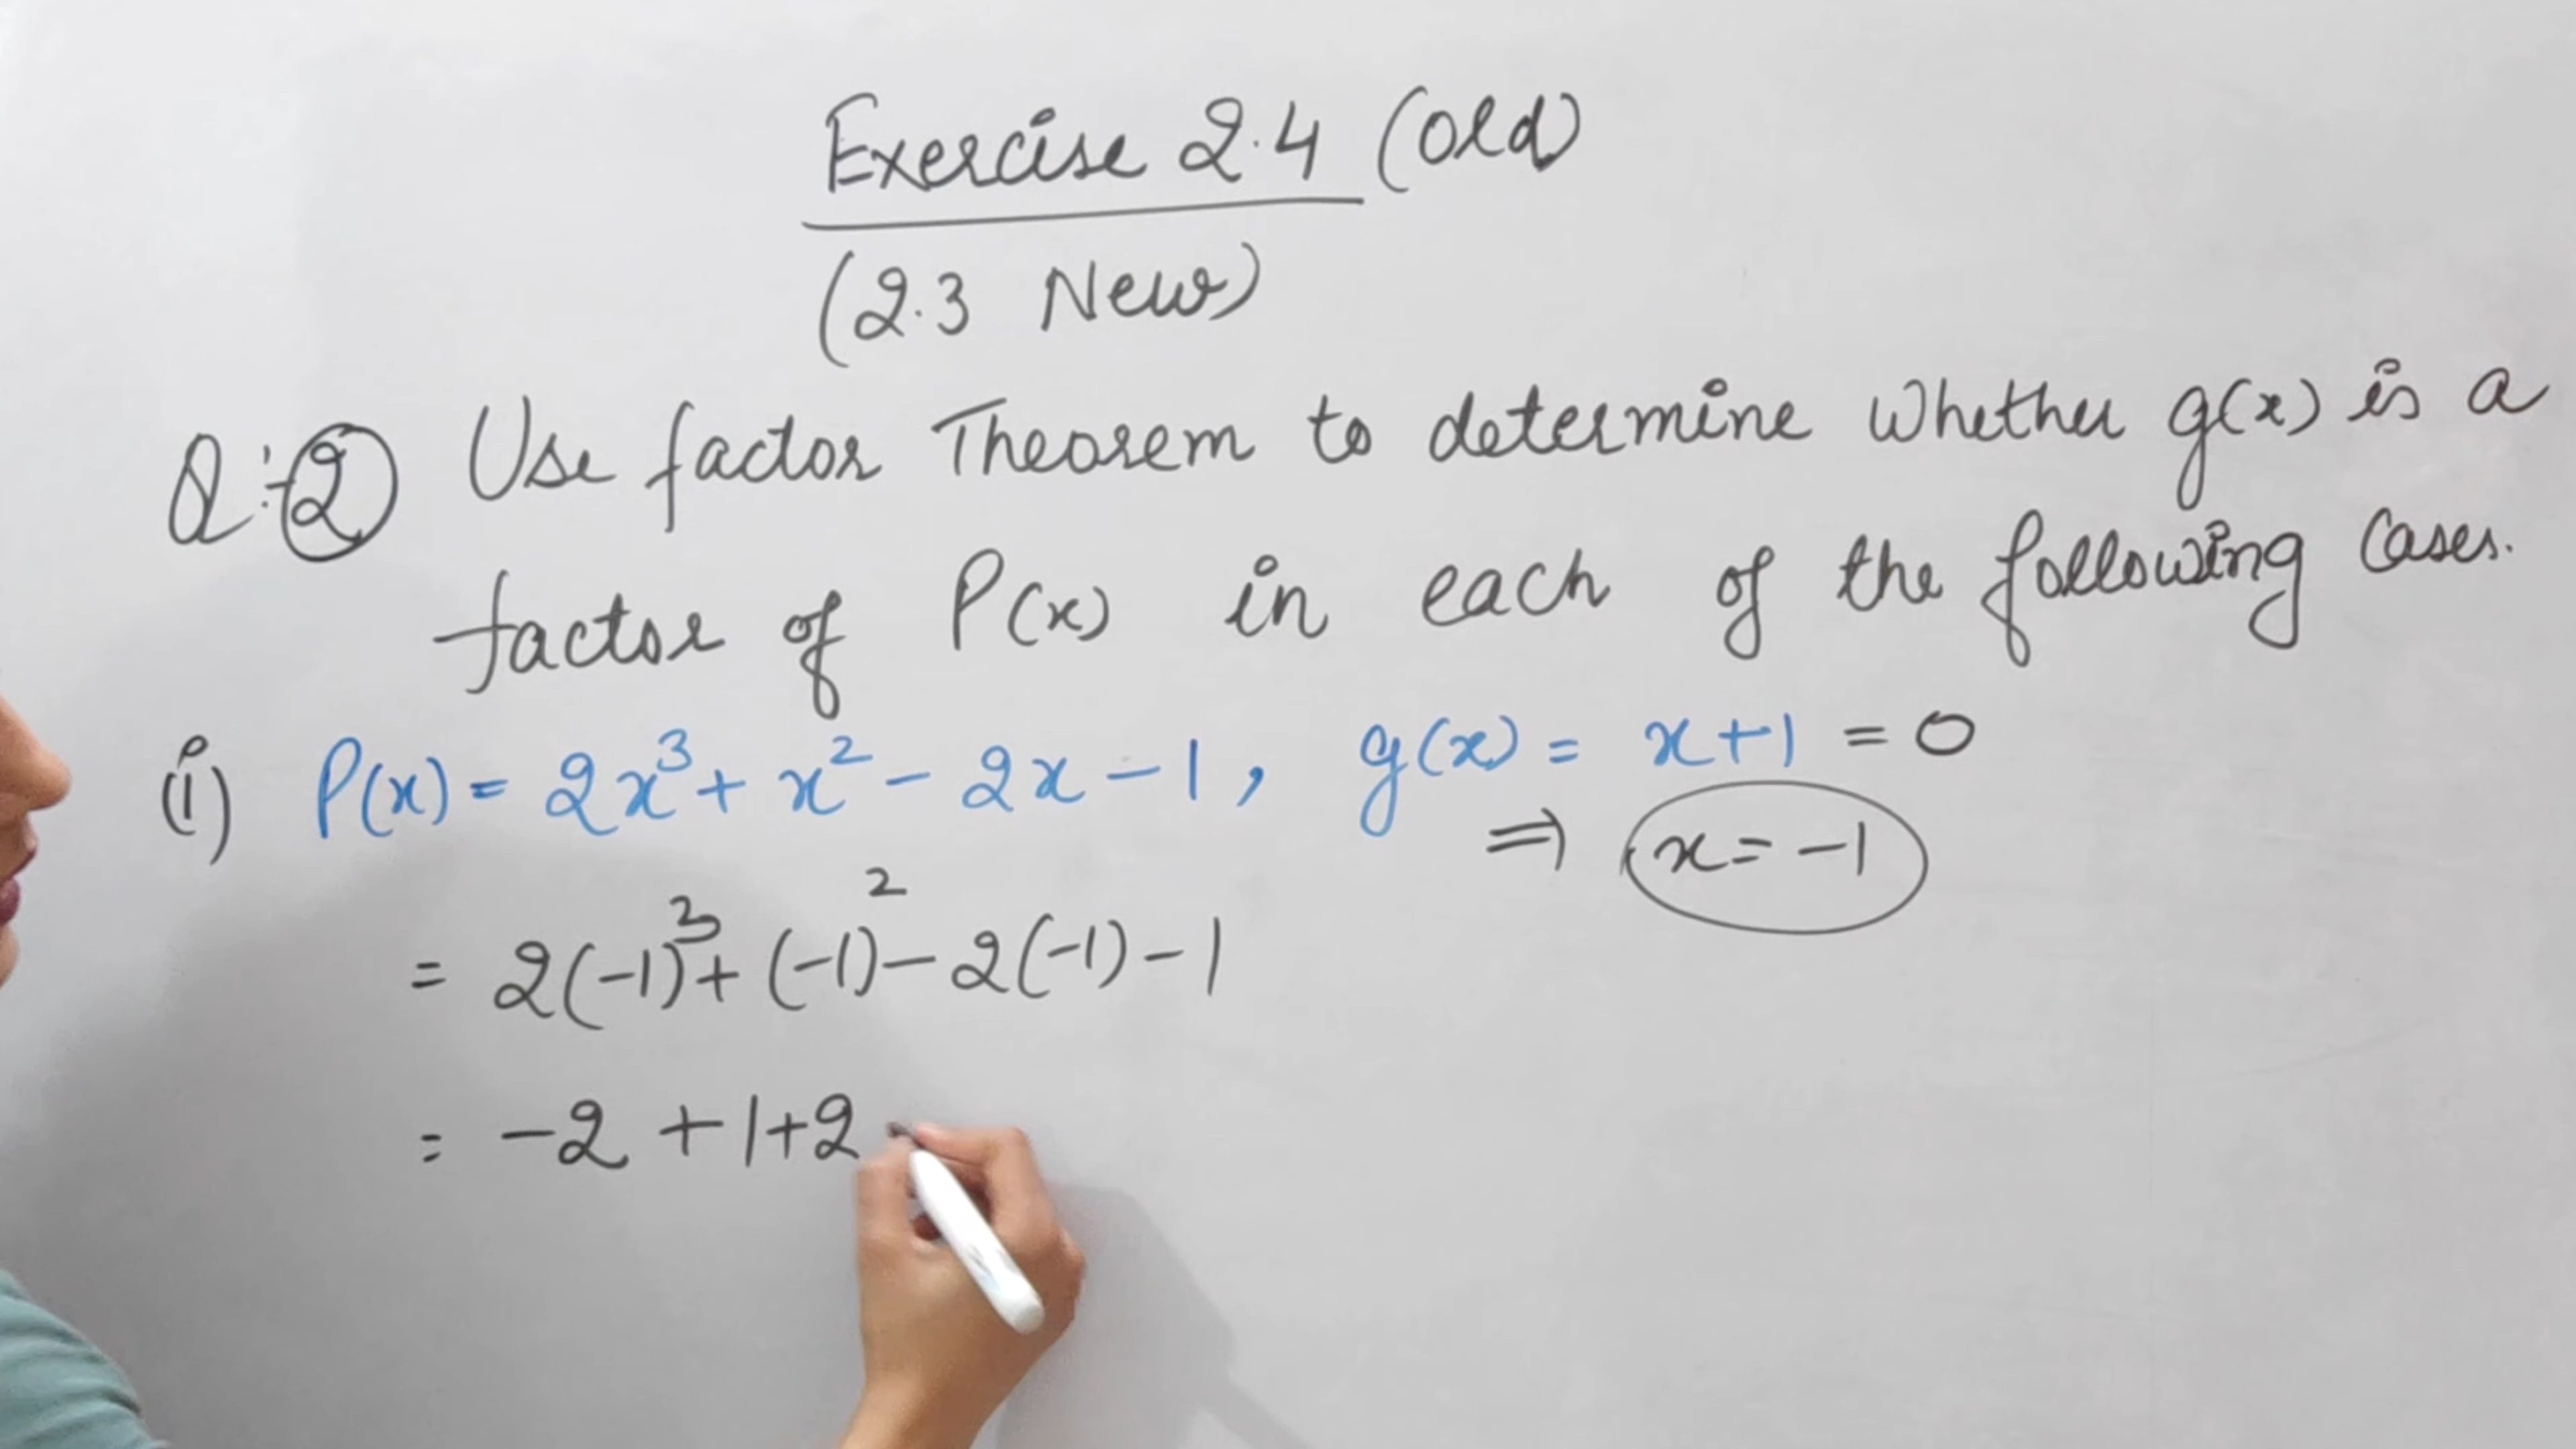 Exercise 2.4 (old)
(2.3 New)
Q:-2 Use factor Theorem to determine whether g(x) is a
factor of P(x) in each of the following cases.
(i) P(x) = 2x³ + x² - 2x - 1, g(x) = x+1 = 0
⇒ x = -1
= 2(-1)³ + (-1)² - 2(-1) - 1
= -2 + 1 + 2